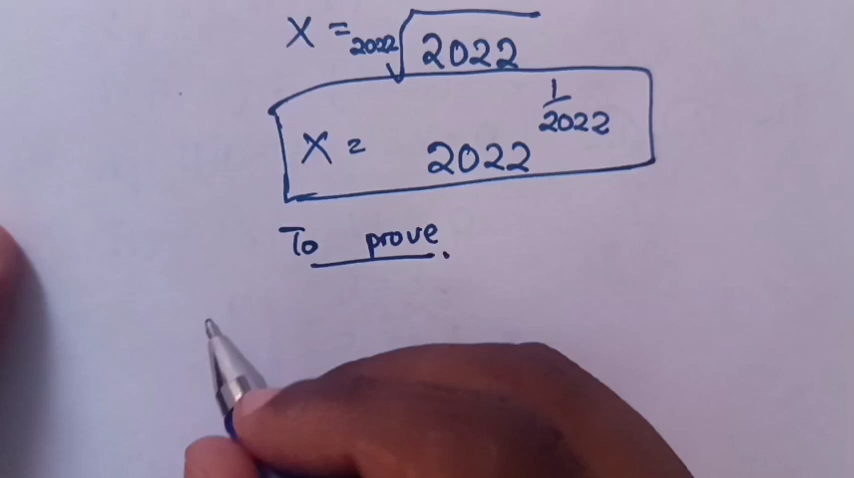 X = ²⁰²²√2022
X = 2022^(1/2022)
To prove.